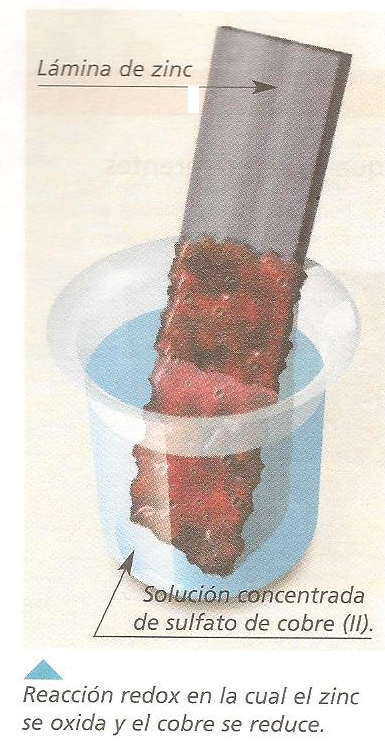 Lámina de zinc
Solución concentrada
de sulfato de cobre (II).
Reacción redox en la cual el zinc
se oxida y el cobre se reduce.